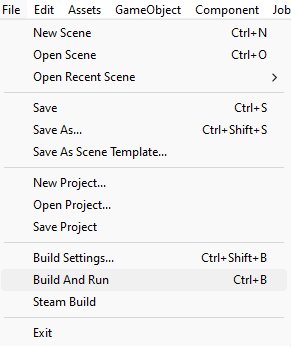 File Edit Assets GameObject Component Job
New Scene Ctrl+N
Open Scene Ctrl+O
Open Recent Scene
Save Ctrl+S
Save As... Ctrl+Shift+S
Save As Scene Template...
New Project...
Open Project...
Save Project
Build Settings... Ctrl+Shift+B
Build And Run Ctrl+B
Steam Build
Exit